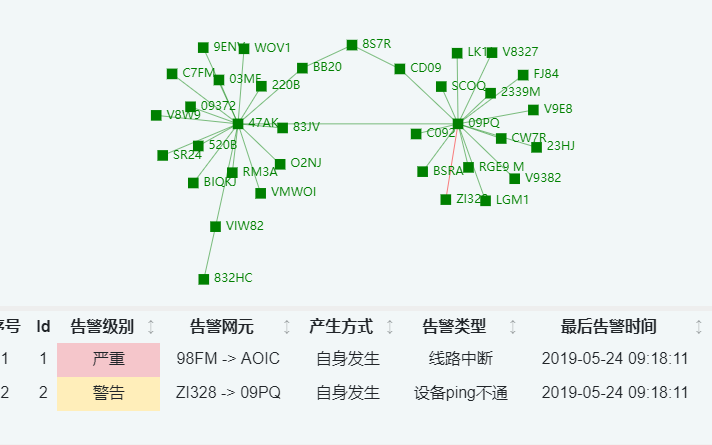 8S7R
9ENV WOV1 LK1 V8327
BB20 CD09
C7FM 03MF 220B SCOQ 2339M FJ84
V8W9 09372 V9E8
47AK 83JV 09PQ
C092 CW7R 23HJ
520B
SR24 O2NJ
RM3A BSRA RGE9 M
BIQKJ VMWOI V9382
ZI328 LGM1
VIW82
832HC
序号 Id 告警级别 告警网元 产生方式 告警类型 最后告警时间
1 1 严重 98FM -> AOIC 自身发生 线路中断 2019-05-24 09:18:11
2 2 警告 ZI328 -> 09PQ 自身发生 设备ping不通 2019-05-24 09:18:11